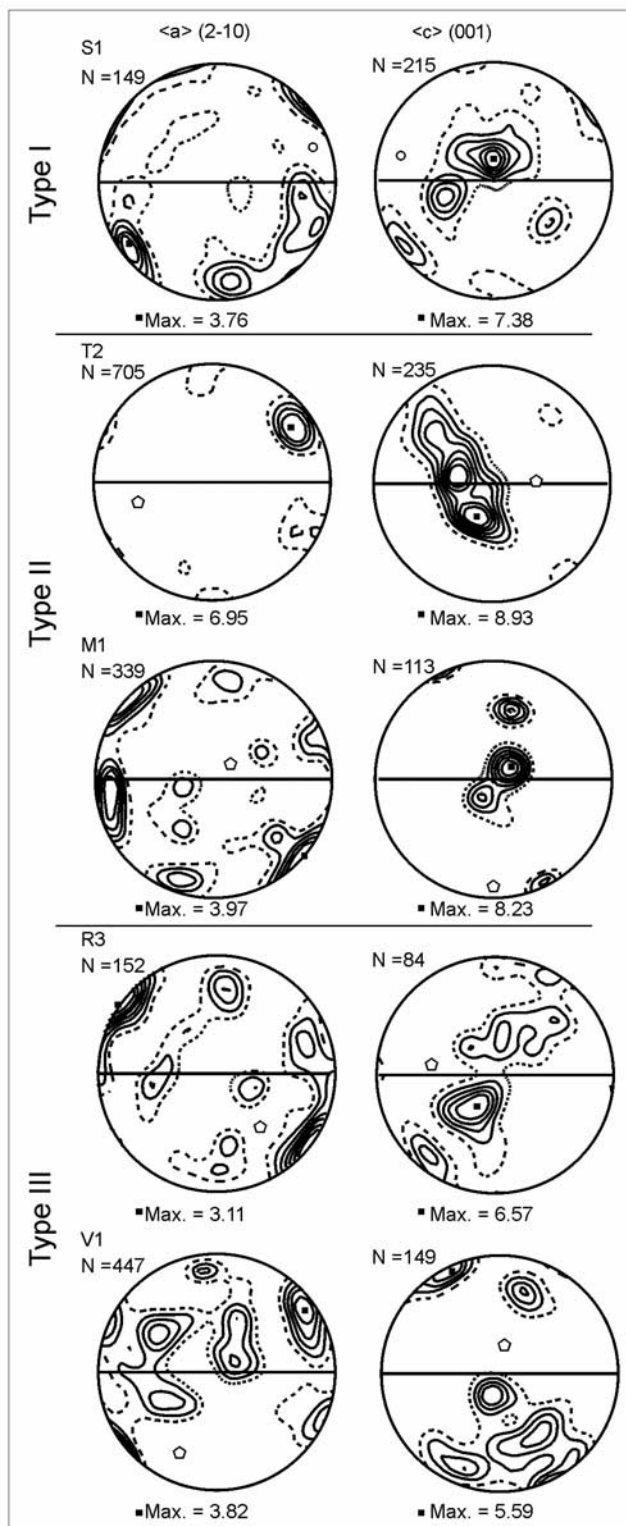 <a> (2-10) <c> (001)
Type I
S1
N =149 N =215
▪Max. = 3.76 ▪Max. = 7.38
Type II
T2
N =705 N =235
▪Max. = 6.95 ▪Max. = 8.93
M1
N =339 N =113
▪Max. = 3.97 ▪Max. = 8.23
Type III
R3
N =152 N =84
▪Max. = 3.11 ▪Max. = 6.57
V1
N =447 N =149
▪Max. = 3.82 ▪Max. = 5.59